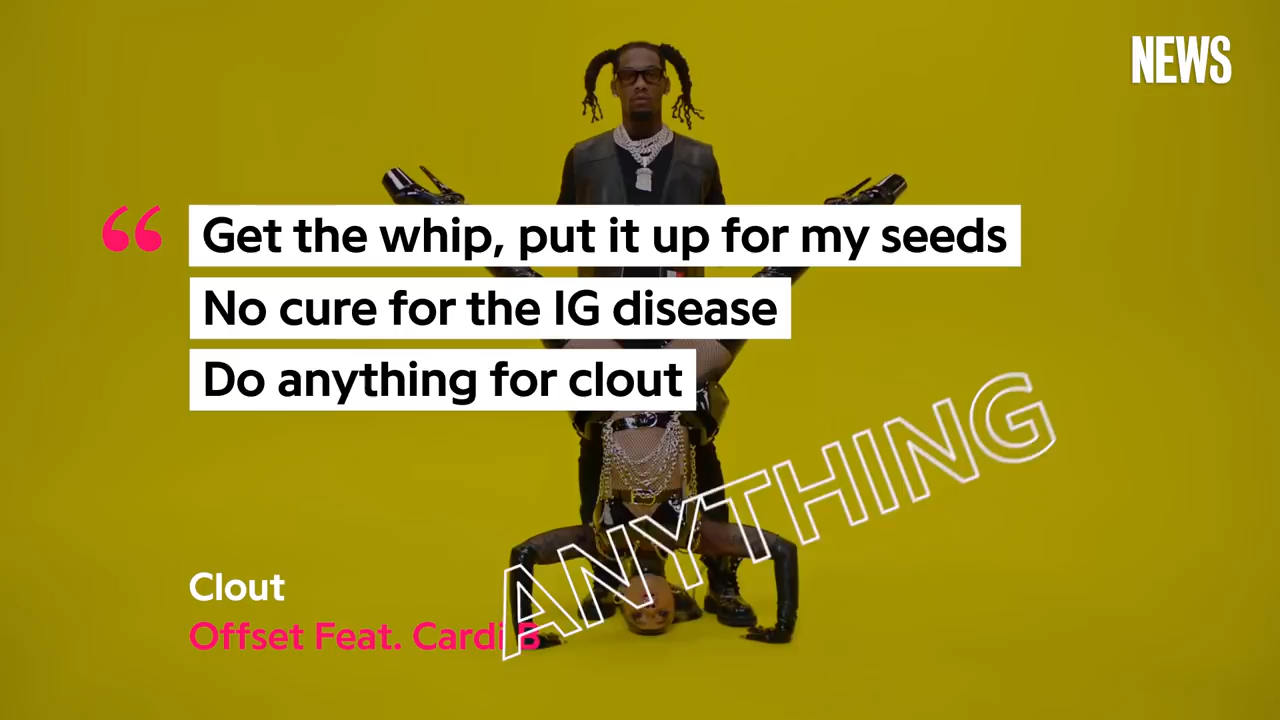 NEWS
“
Get the whip, put it up for my seeds
No cure for the IG disease
Do anything for clout
ANYTHING
Clout
Offset Feat. Cardi B